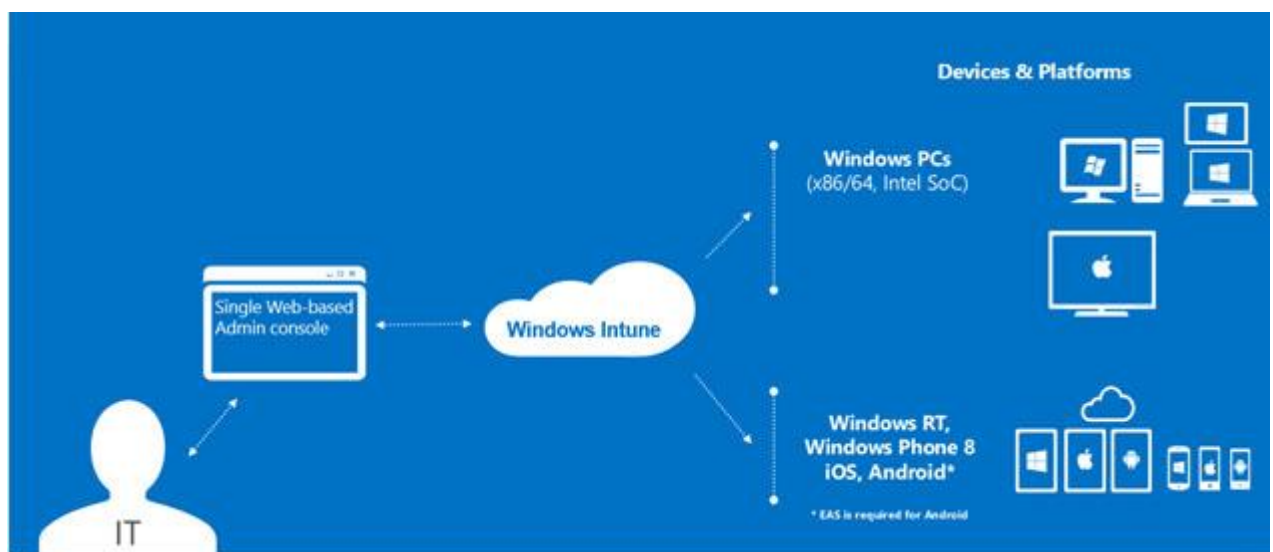 Devices & Platforms
Windows PCs
(x86/64, Intel SoC)
Single Web-based
Admin console
Windows Intune
Windows RT,
Windows Phone 8
iOS, Android*
* EAS is required for Android
IT